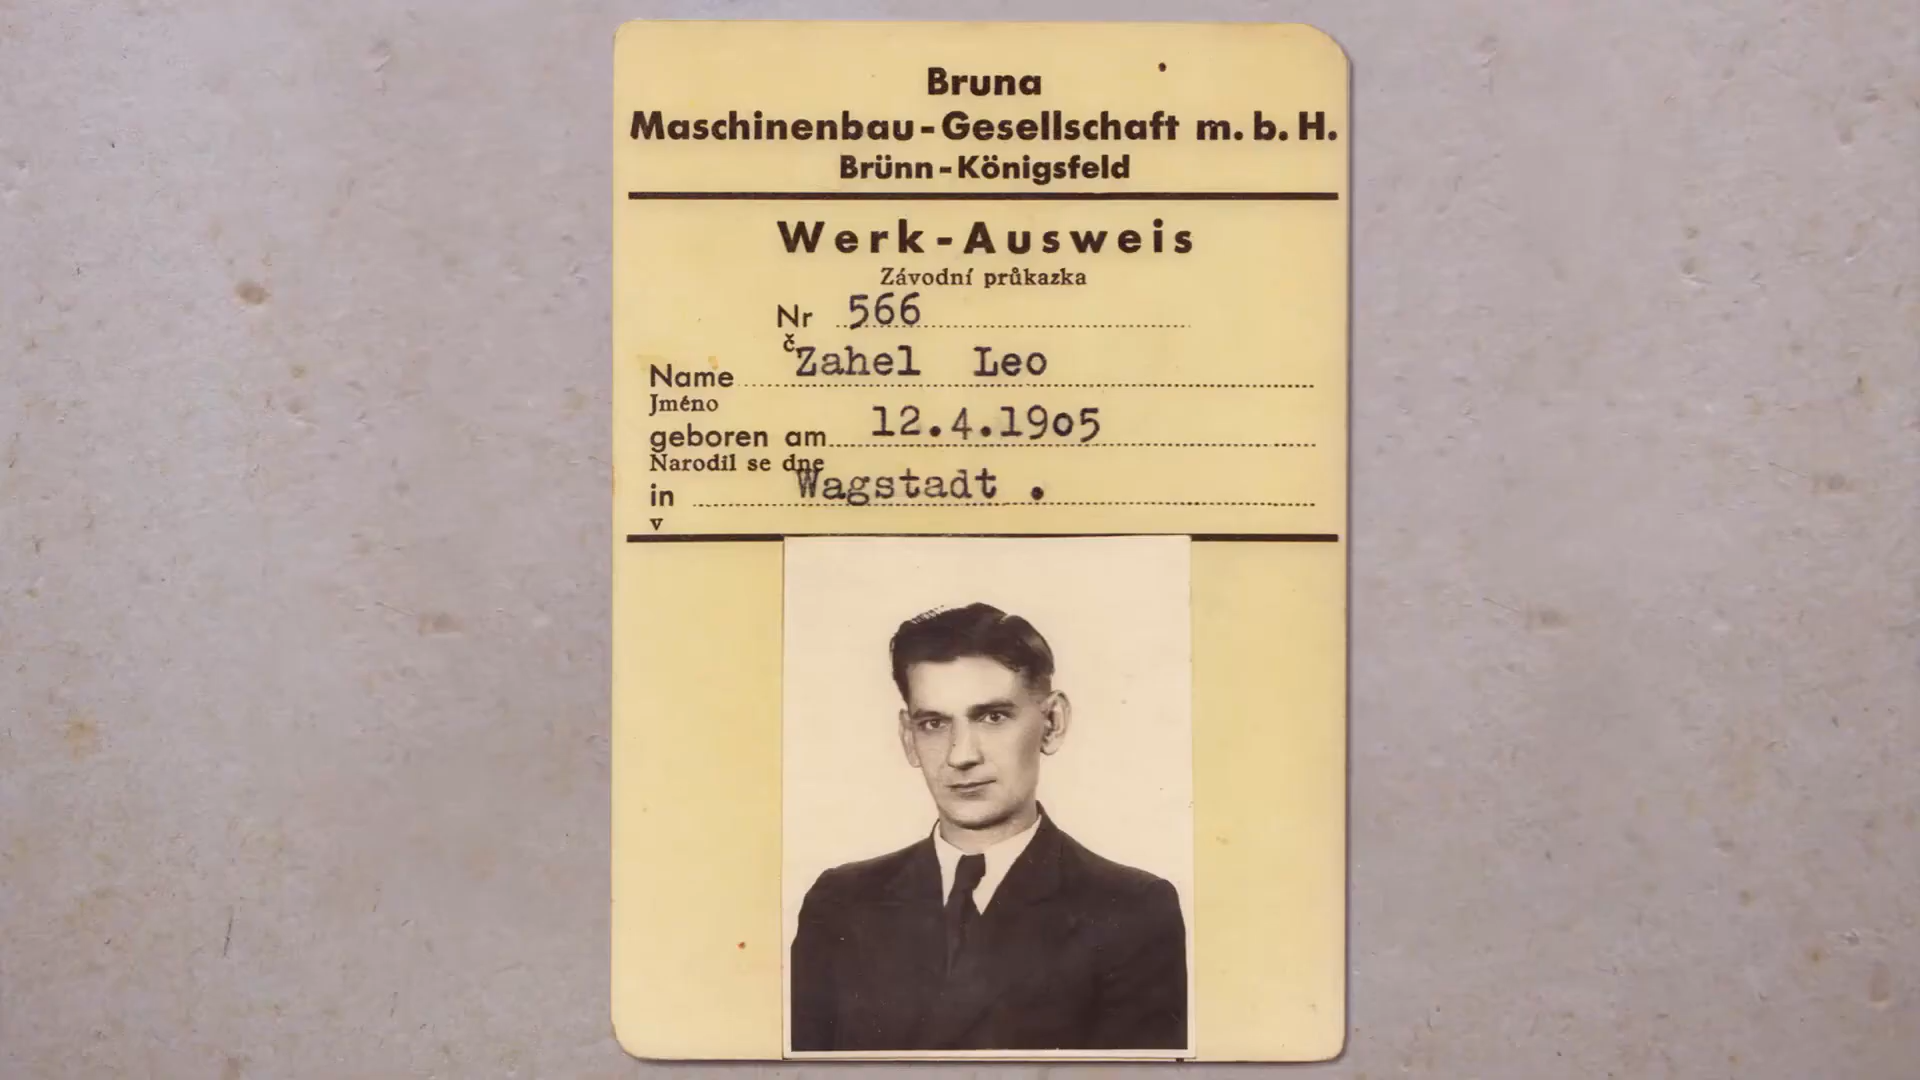 Bruna
Maschinenbau-Gesellschaft m. b. H.
Brünn-Königsfeld
Werk-Ausweis
Závodní průkazka
Nr 566
č.
Name Zahel Leo
Jméno
geboren am 12.4.1905
Narodil se dne
in Wagstadt .
v